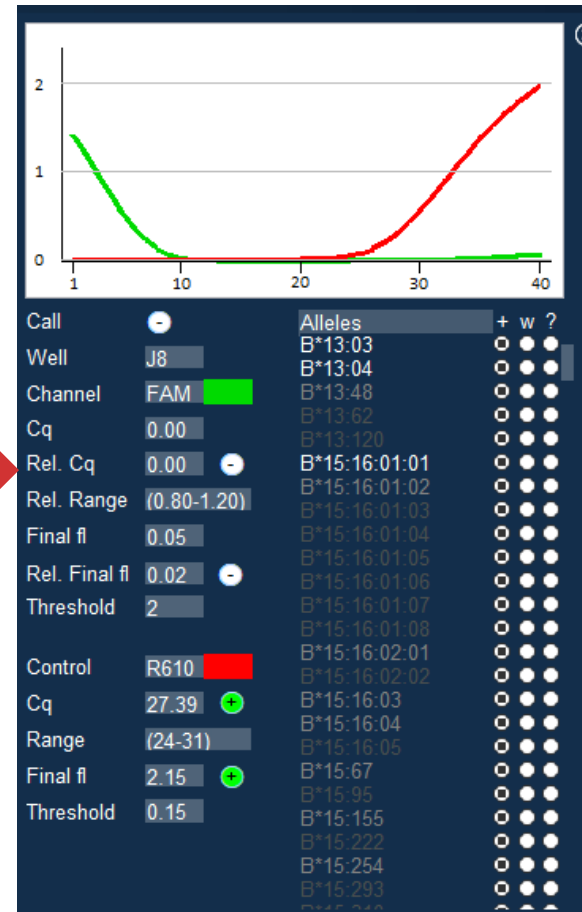 2
1
0
1 10 20 30 40
Call -
Well J8
Channel FAM
Cq 0.00
Rel. Cq 0.00 -
Rel. Range (0.80-1.20)
Final fl 0.05
Rel. Final fl 0.02 -
Threshold 2
Control R610
Cq 27.39 +
Range (24-31)
Final fl 2.15 +
Threshold 0.15
Alleles + w ?
B*13:03
B*13:04
B*13:48
B*13:62
B*13:120
B*15:16:01:01
B*15:16:01:02
B*15:16:01:03
B*15:16:01:04
B*15:16:01:05
B*15:16:01:06
B*15:16:01:07
B*15:16:01:08
B*15:16:02:01
B*15:16:02:02
B*15:16:03
B*15:16:04
B*15:16:05
B*15:67
B*15:95
B*15:155
B*15:222
B*15:254
B*15:293